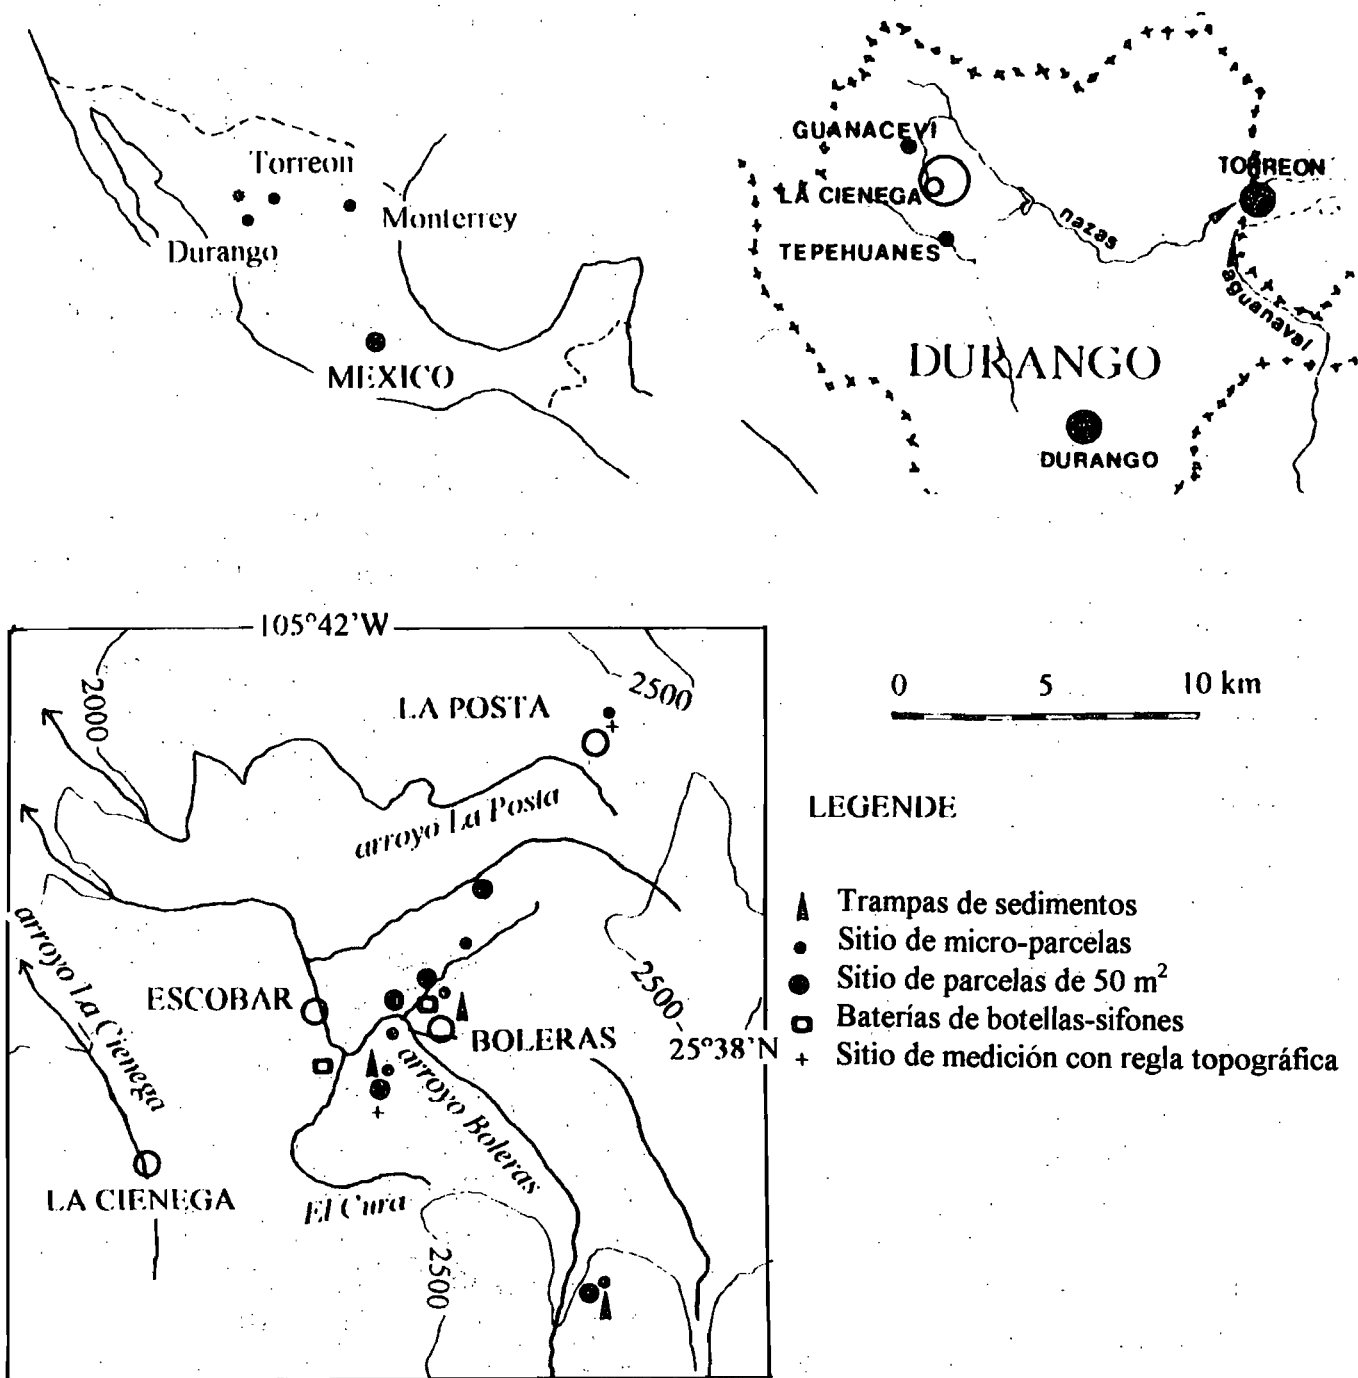 Torreon
Monterrey
Durango
MEXICO
GUANACEVI
TORREON
LA CIENEGA
nazas
TEPEHUANES
aguanaval
DURANGO
DURANGO
105°42'W
2000
2500
LA POSTA
0 5 10 km
arroyo La Posta
LEGENDE
Trampas de sedimentos
Sitio de micro-parcelas
Sitio de parcelas de 50 m²
Baterías de botellas-sifones
Sitio de medición con regla topográfica
arroyo La Cienega
ESCOBAR
2500
BOLERAS
25°38'N
arroyo Boleras
LA CIENEGA
El Cura
2500